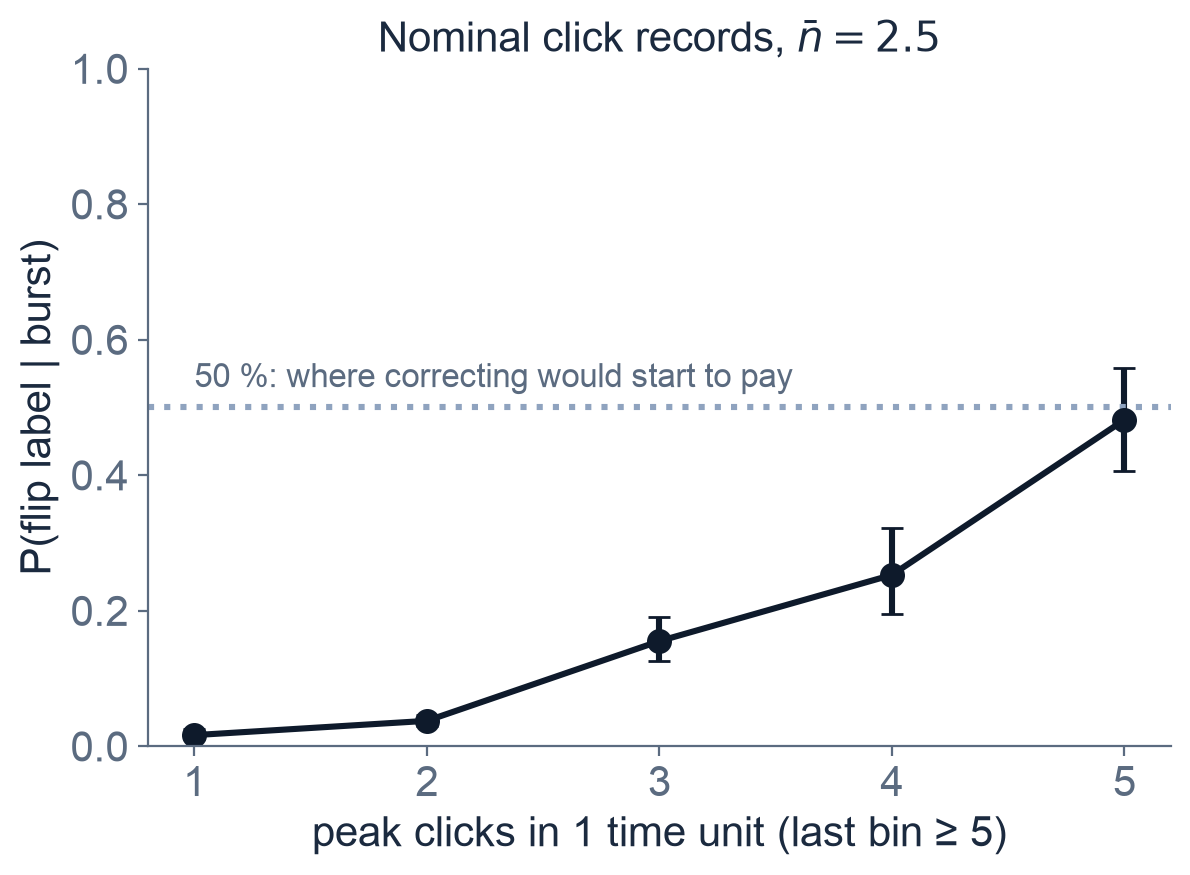 Nominal click records, n̄ = 2.5
1.0
0.8
0.6
0.4
0.2
0.0
P(flip label | burst)
50 %: where correcting would start to pay
1 2 3 4 5
peak clicks in 1 time unit (last bin ≥ 5)